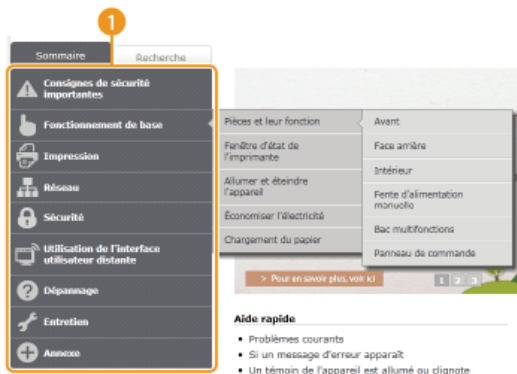 1
Sommaire
Recherche
Consignes de sécurité
importantes
Fonctionnement de base
Impression
Réseau
Sécurité
Utilisation de l'interface
utilisateur distante
Dépannage
Entretien
Annexe
Pièces et leur fonction
Fenêtre d'état de
l'imprimante
Allumer et éteindre
l'appareil
Économiser l'électricité
Chargement du papier
Avant
Face arrière
Intérieur
Fente d'alimentation
manuelle
Bac multifonctions
Panneau de commande
> Pour en savoir plus, voir ici
1 2 3
Aide rapide
• Problèmes courants
• Si un message d'erreur apparaît
• Un témoin de l'appareil est allumé ou clignote